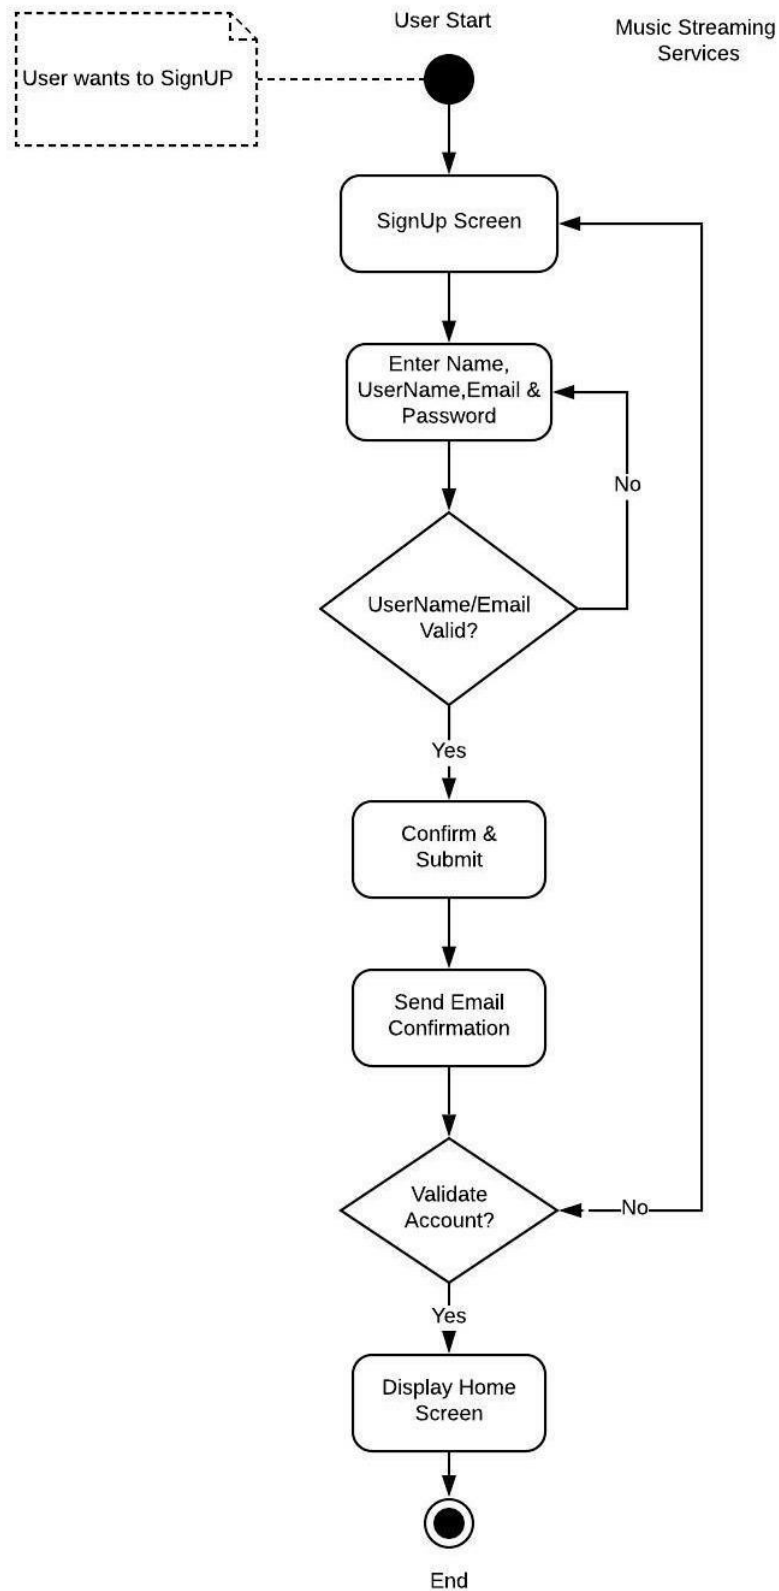 User Start
Music Streaming
Services
User wants to SignUP
SignUp Screen
Enter Name,
UserName,Email &
Password
No
UserName/Email
Valid?
Yes
Confirm &
Submit
Send Email
Confirmation
Validate
Account?
No
Yes
Display Home
Screen
End